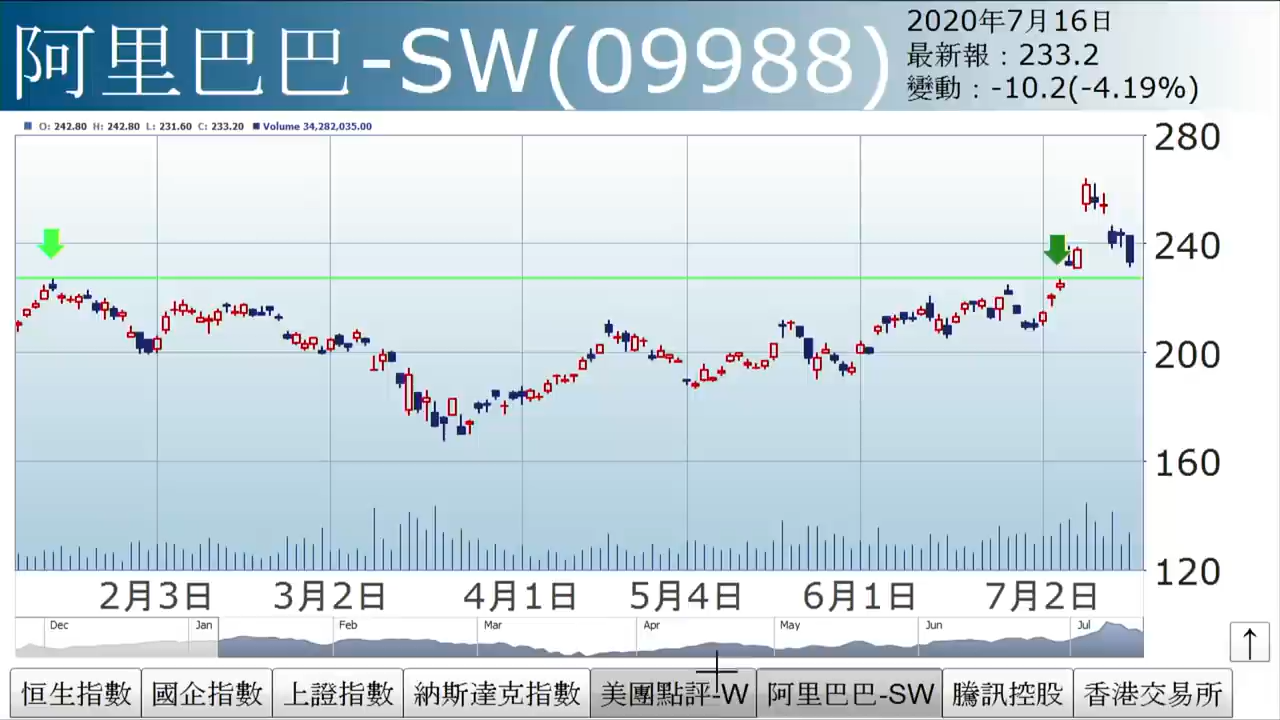 阿里巴巴-SW(09988)
2020年7月16日
最新報：233.2
變動：-10.2(-4.19%)
O: 242.80 H: 242.80 L: 231.60 C: 233.20 Volume 34,282,035.00
280
240
200
160
120
2月3日 3月2日 4月1日 5月4日 6月1日 7月2日
Dec Jan Feb Mar Apr May Jun Jul
↑
恒生指數 國企指數 上證指數 納斯達克指數 美團點評-W 阿里巴巴-SW 騰訊控股 香港交易所